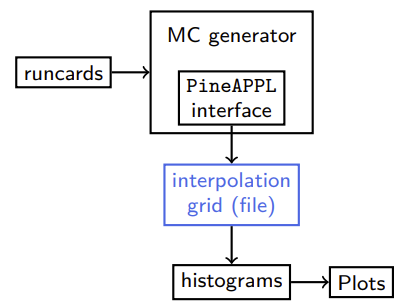 MC generator
runcards
PineAPPL
interface
interpolation
grid (file)
histograms
Plots